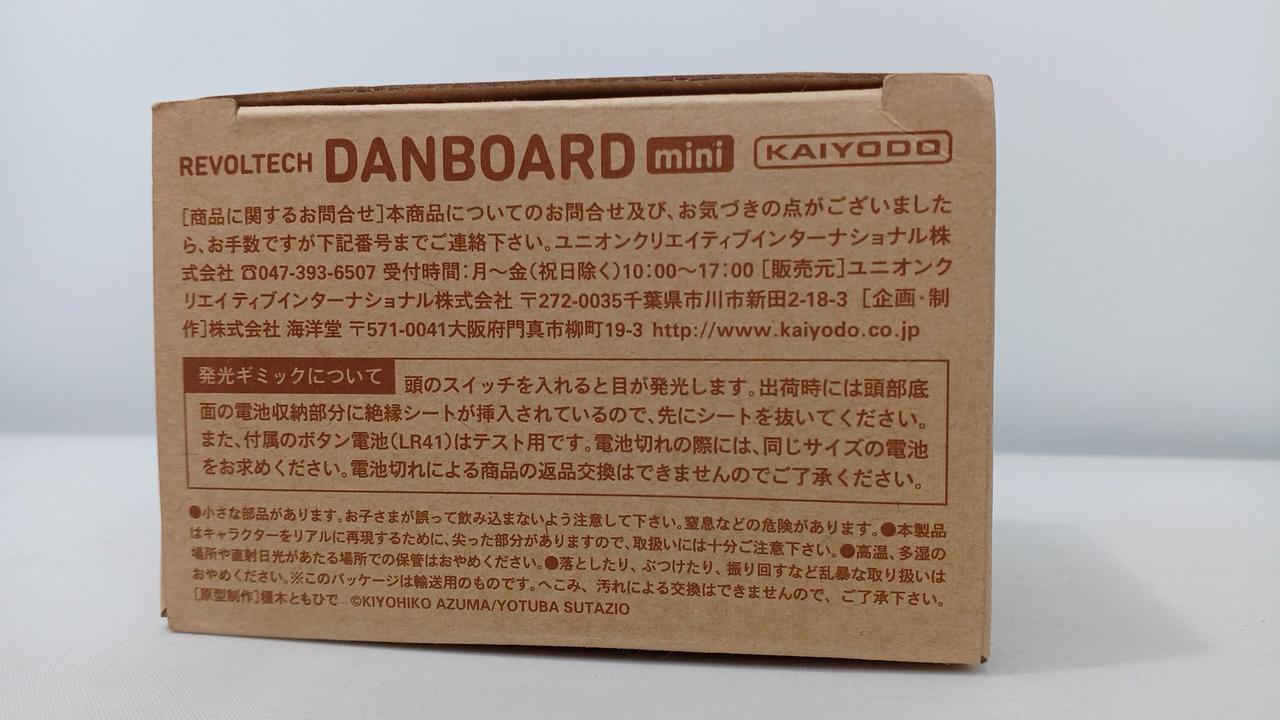 REVOLTECH DANBOARD mini KAIYODO
[商品に関するお問合せ]本商品についてのお問合せ及び、お気づきの点がございました
ら、お手数ですが下記番号までご連絡下さい。ユニオンクリエイティブインターナショナル株
式会社 ☎047-393-6507 受付時間：月～金(祝日除く)10：00～17：00 [販売元]ユニオンク
リエイティブインターナショナル株式会社 〒272-0035千葉県市川市新田2-18-3 [企画・制
作]株式会社 海洋堂 〒571-0041大阪府門真市柳町19-3 http://www.kaiyodo.co.jp
発光ギミックについて 頭のスイッチを入れると目が発光します。出荷時には頭部底
面の電池収納部分に絶縁シートが挿入されているので、先にシートを抜いてください。
また、付属のボタン電池(LR41)はテスト用です。電池切れの際には、同じサイズの電池
をお求めください。電池切れによる商品の返品交換はできませんのでご了承ください。
●小さな部品があります。お子さまが誤って飲み込まないよう注意して下さい。窒息などの危険があります。●本製品
はキャラクターをリアルに再現するために、尖った部分がありますので、取扱いには十分ご注意下さい。●高温、多湿の
場所や直射日光があたる場所での保管はおやめください。●落としたり、ぶつけたり、振り回すなど乱暴な取り扱いは
おやめください。※このパッケージは輸送用のものです。へこみ、汚れによる交換はできませんので、ご了承下さい。
[原型制作]榎木ともひで ©KIYOHIKO AZUMA/YOTUBA SUTAZIO